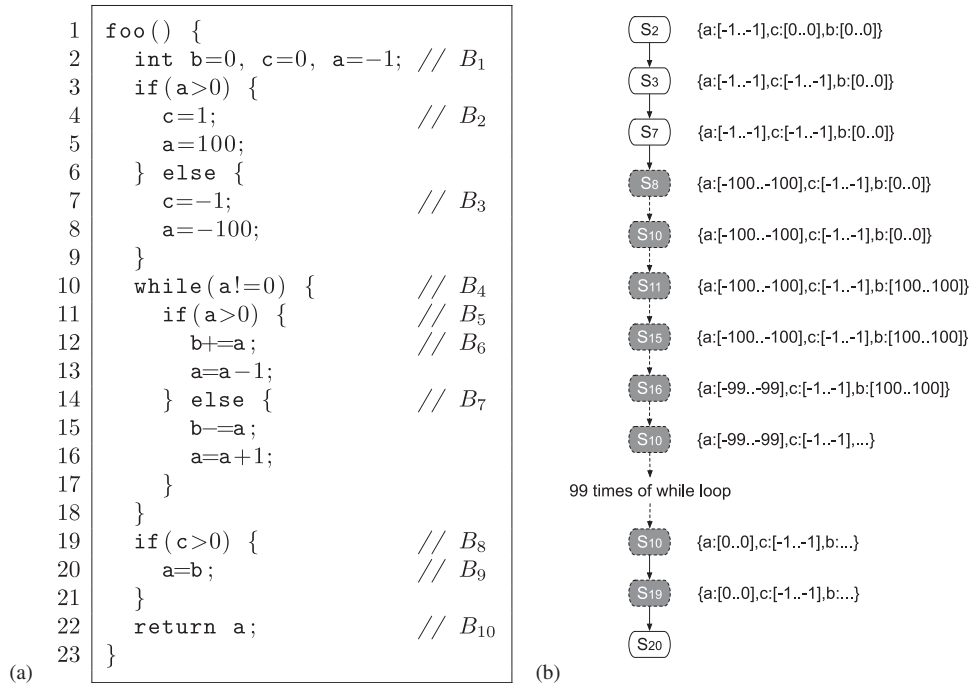 1 foo() {
2 int b=0, c=0, a=−1; // B1
3 if(a>0) {
4 c=1; // B2
5 a=100;
6 } else {
7 c=−1; // B3
8 a=−100;
9 }
10 while(a!=0) { // B4
11 if(a>0) { // B5
12 b+=a; // B6
13 a=a−1;
14 } else { // B7
15 b−=a;
16 a=a+1;
17 }
18 }
19 if(c>0) { // B8
20 a=b; // B9
21 }
22 return a; // B10
23 }
(a)
S2 {a:[-1..-1],c:[0..0],b:[0..0]}
S3 {a:[-1..-1],c:[-1..-1],b:[0..0]}
S7 {a:[-1..-1],c:[-1..-1],b:[0..0]}
S8 {a:[-100..-100],c:[-1..-1],b:[0..0]}
S10 {a:[-100..-100],c:[-1..-1],b:[0..0]}
S11 {a:[-100..-100],c:[-1..-1],b:[100..100]}
S15 {a:[-100..-100],c:[-1..-1],b:[100..100]}
S16 {a:[-99..-99],c:[-1..-1],b:[100..100]}
S10 {a:[-99..-99],c:[-1..-1],...}
99 times of while loop
S10 {a:[0..0],c:[-1..-1],b:...}
S19 {a:[0..0],c:[-1..-1],b:...}
S20
(b)